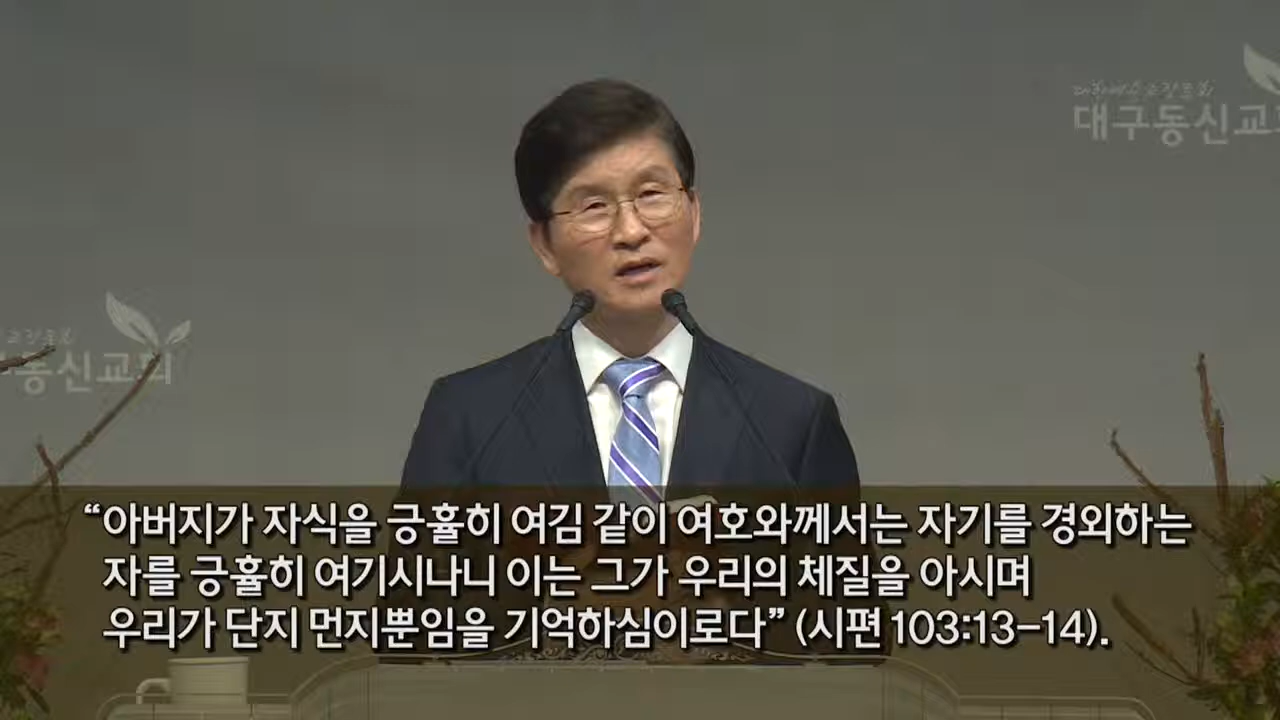 대구동신교회
동신교회
“아버지가 자식을 긍휼히 여김 같이 여호와께서는 자기를 경외하는
자를 긍휼히 여기시나니 이는 그가 우리의 체질을 아시며
우리가 단지 먼지뿐임을 기억하심이로다” (시편 103:13-14).